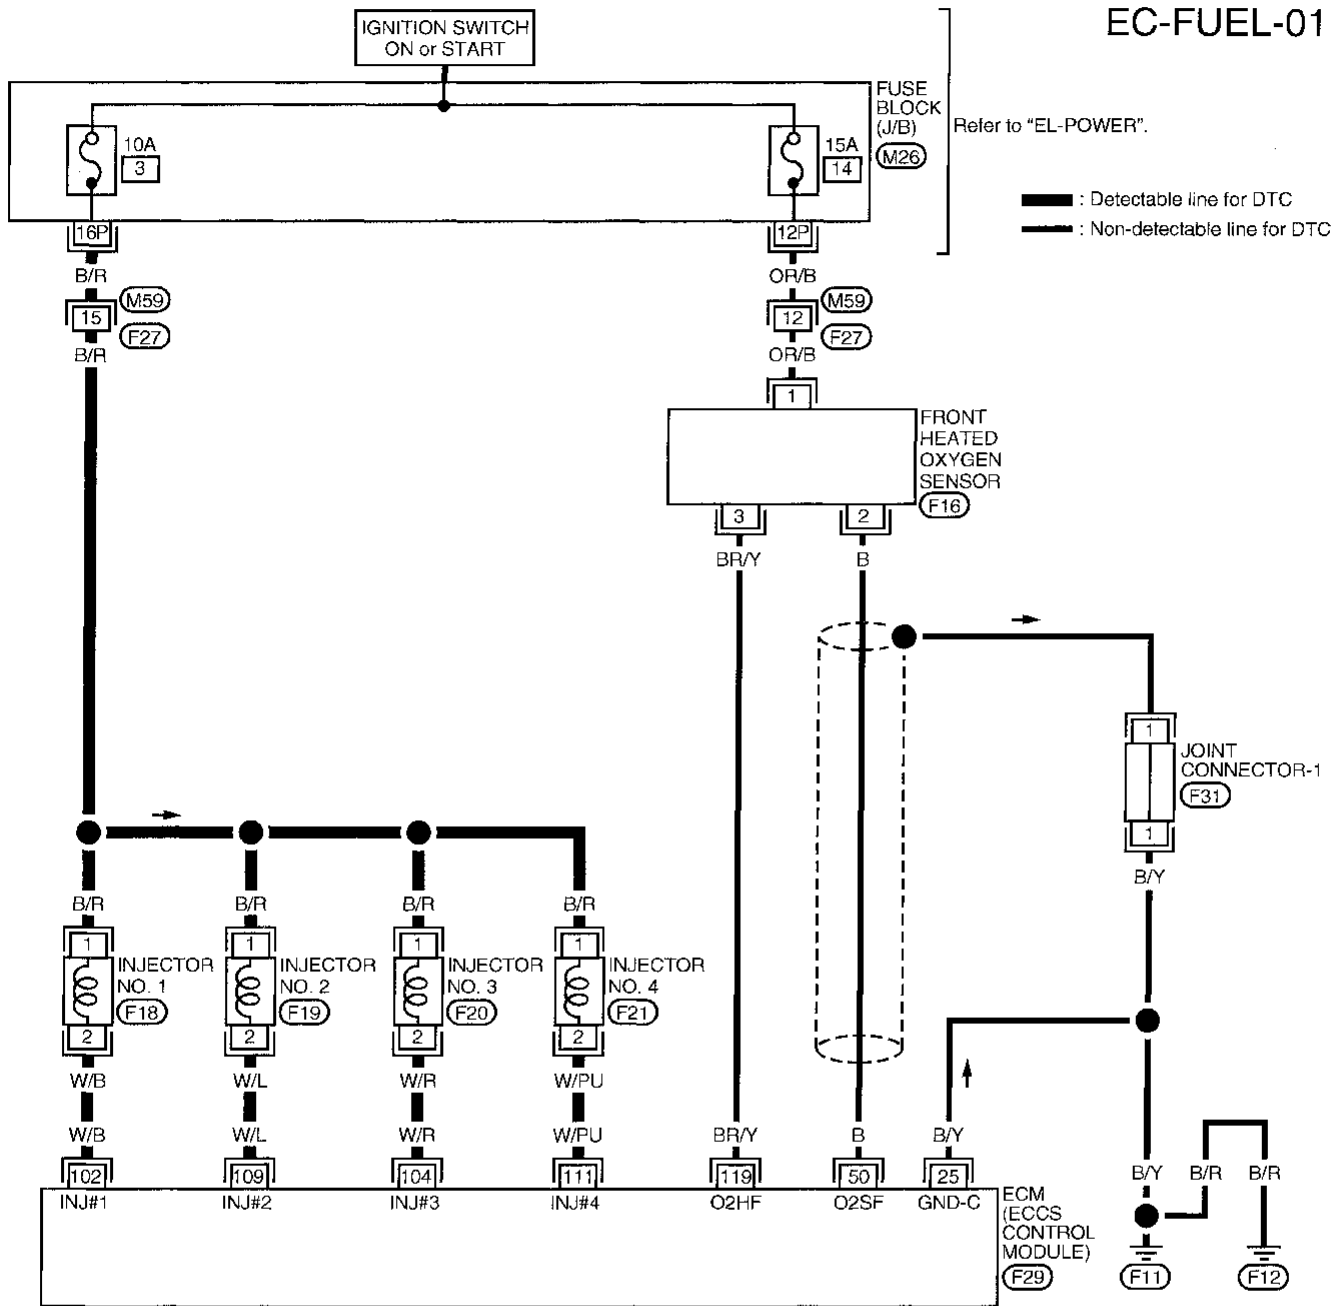 EC-FUEL-01
IGNITION SWITCH
ON or START
FUSE
BLOCK
(J/B)
M26
Refer to "EL-POWER".
10A
3
15A
14
: Detectable line for DTC
: Non-detectable line for DTC
16P
12P
B/R
OR/B
M59
M59
15
12
F27
F27
B/R
OR/B
1
FRONT
HEATED
OXYGEN
SENSOR
F16
3
2
BR/Y
B
1
JOINT
CONNECTOR-1
F31
1
B/Y
B/R
B/R
B/R
B/R
1
1
1
1
INJECTOR
NO. 1
F18
INJECTOR
NO. 2
F19
INJECTOR
NO. 3
F20
INJECTOR
NO. 4
F21
2
2
2
2
W/B
W/L
W/R
W/PU
W/B
W/L
W/R
W/PU
BR/Y
B
B/Y
B/Y
B/R
B/R
102
109
104
111
119
50
25
INJ#1
INJ#2
INJ#3
INJ#4
O2HF
O2SF
GND-C
ECM
(ECCS
CONTROL
MODULE)
F29
F11
F12